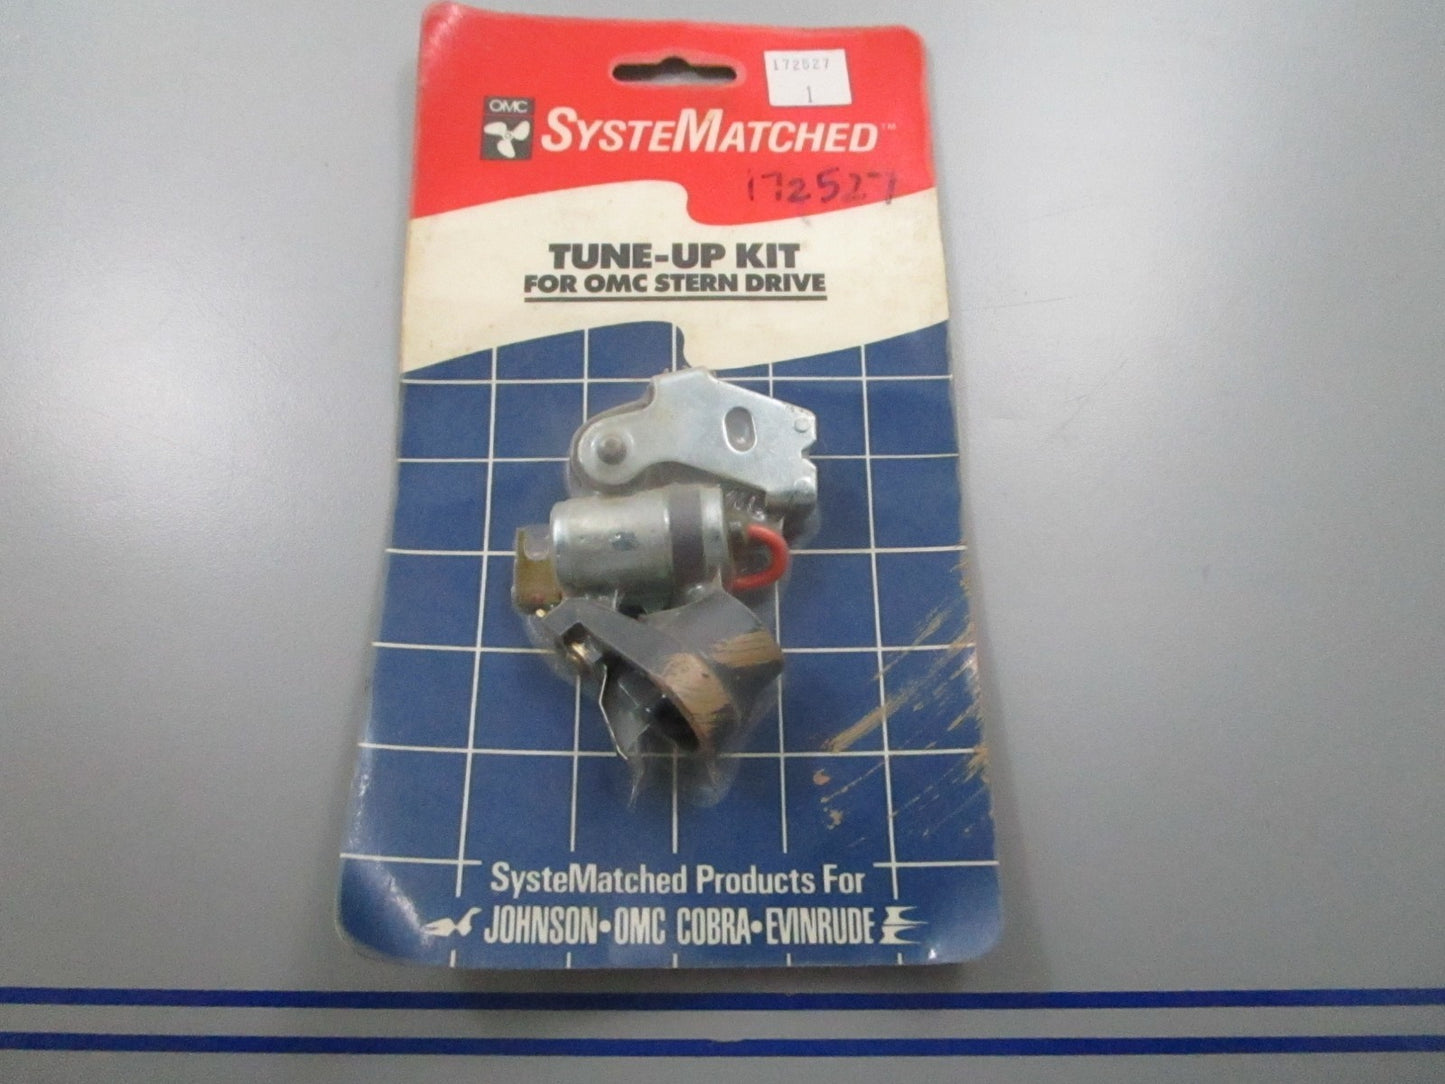 172527
1
OMC
SYSTEMATCHED™
172527
TUNE-UP KIT
FOR OMC STERN DRIVE
SysteMatched Products For
JOHNSON•OMC COBRA•EVINRUDE